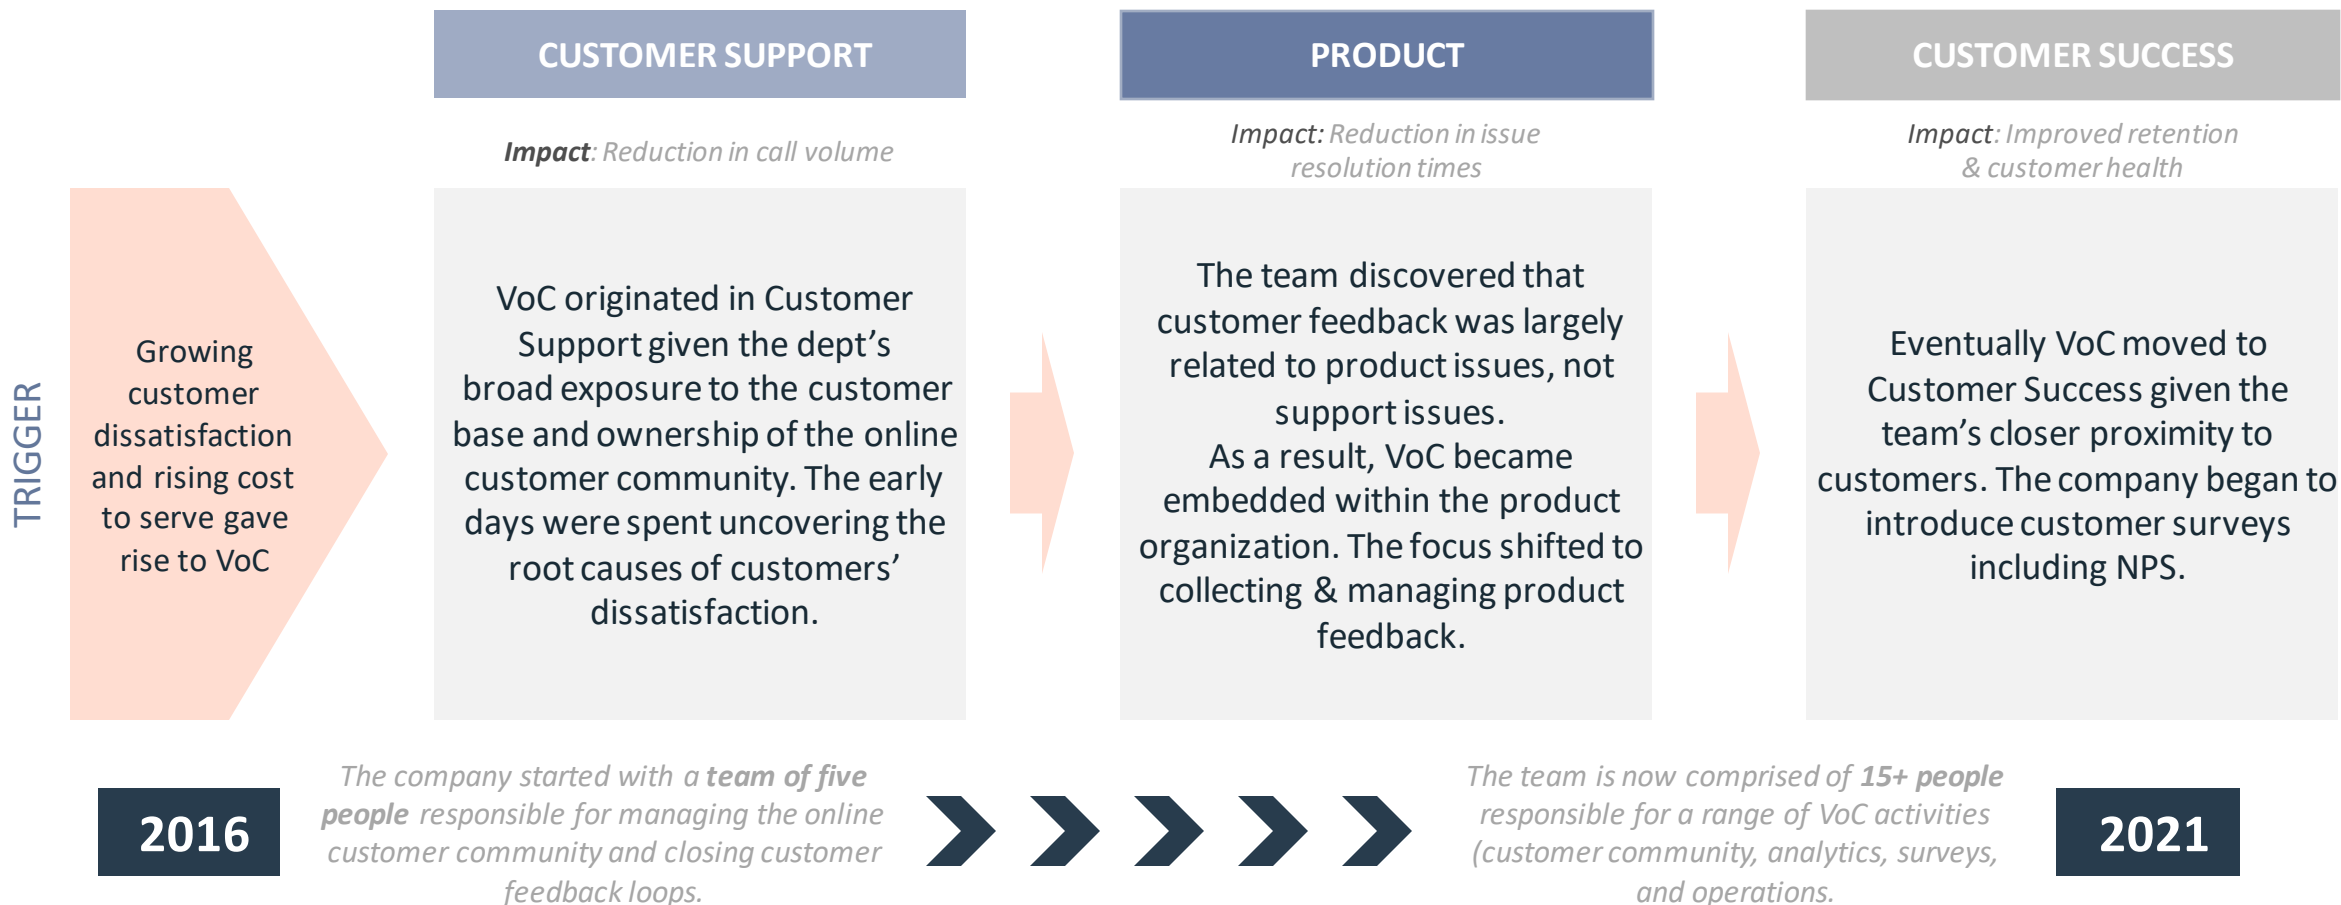 TRIGGER
Growing
customer
dissatisfaction
and rising cost
to serve gave
rise to VoC
CUSTOMER SUPPORT
Impact: Reduction in call volume
VoC originated in Customer
Support given the dept’s
broad exposure to the customer
base and ownership of the online
customer community. The early
days were spent uncovering the
root causes of customers’
dissatisfaction.
PRODUCT
Impact: Reduction in issue
resolution times
The team discovered that
customer feedback was largely
related to product issues, not
support issues.
As a result, VoC became
embedded within the product
organization. The focus shifted to
collecting & managing product
feedback.
CUSTOMER SUCCESS
Impact: Improved retention
& customer health
Eventually VoC moved to
Customer Success given the
team’s closer proximity to
customers. The company began to
introduce customer surveys
including NPS.
2016
The company started with a team of five
people responsible for managing the online
customer community and closing customer
feedback loops.
The team is now comprised of 15+ people
responsible for a range of VoC activities
(customer community, analytics, surveys,
and operations.
2021